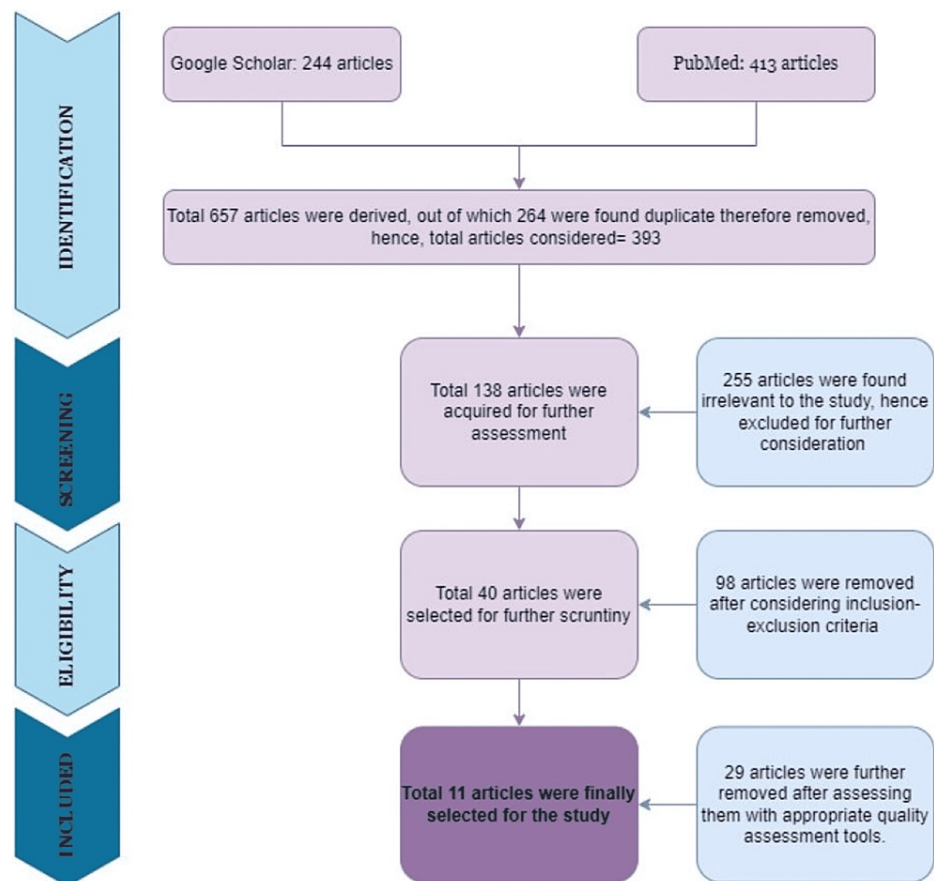 IDENTIFICATION
Google Scholar: 244 articles
PubMed: 413 articles
Total 657 articles were derived, out of which 264 were found duplicate therefore removed,
hence, total articles considered= 393
SCREENING
Total 138 articles were
acquired for further
assessment
255 articles were found
irrelevant to the study, hence
excluded for further
consideration
ELIGIBILITY
Total 40 articles were
selected for further scruntiny
98 articles were removed
after considering inclusion-
exclusion criteria
INCLUDED
Total 11 articles were finally
selected for the study
29 articles were further
removed after assessing
them with appropriate quality
assessment tools.